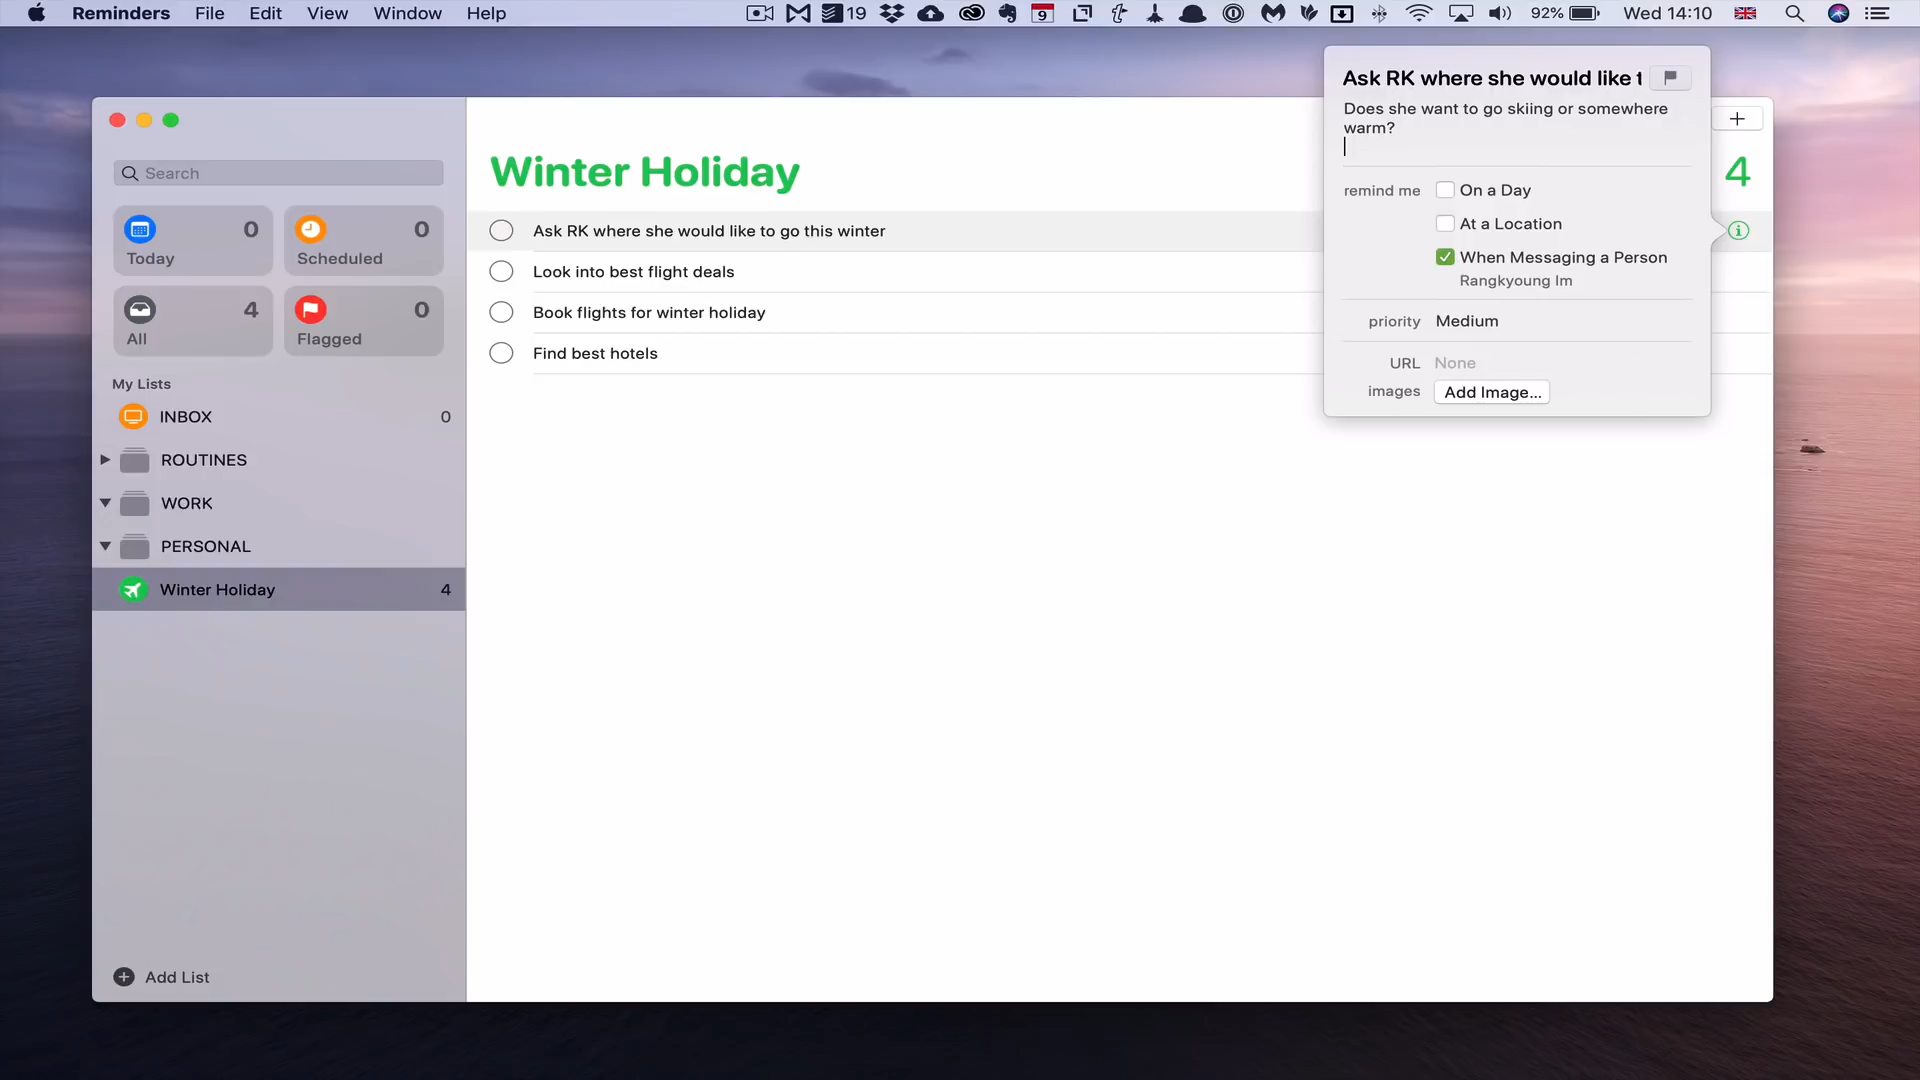 Reminders File Edit View Window Help
19 9 92% Wed 14:10
Search
0
Today
0
Scheduled
4
All
0
Flagged
My Lists
INBOX 0
ROUTINES
WORK
PERSONAL
Winter Holiday 4
Add List
Winter Holiday
4
Ask RK where she would like to go this winter
Look into best flight deals
Book flights for winter holiday
Find best hotels
Ask RK where she would like t
Does she want to go skiing or somewhere
warm?
remind me On a Day
At a Location
When Messaging a Person
Rangkyoung Im
priority Medium
URL None
images Add Image...